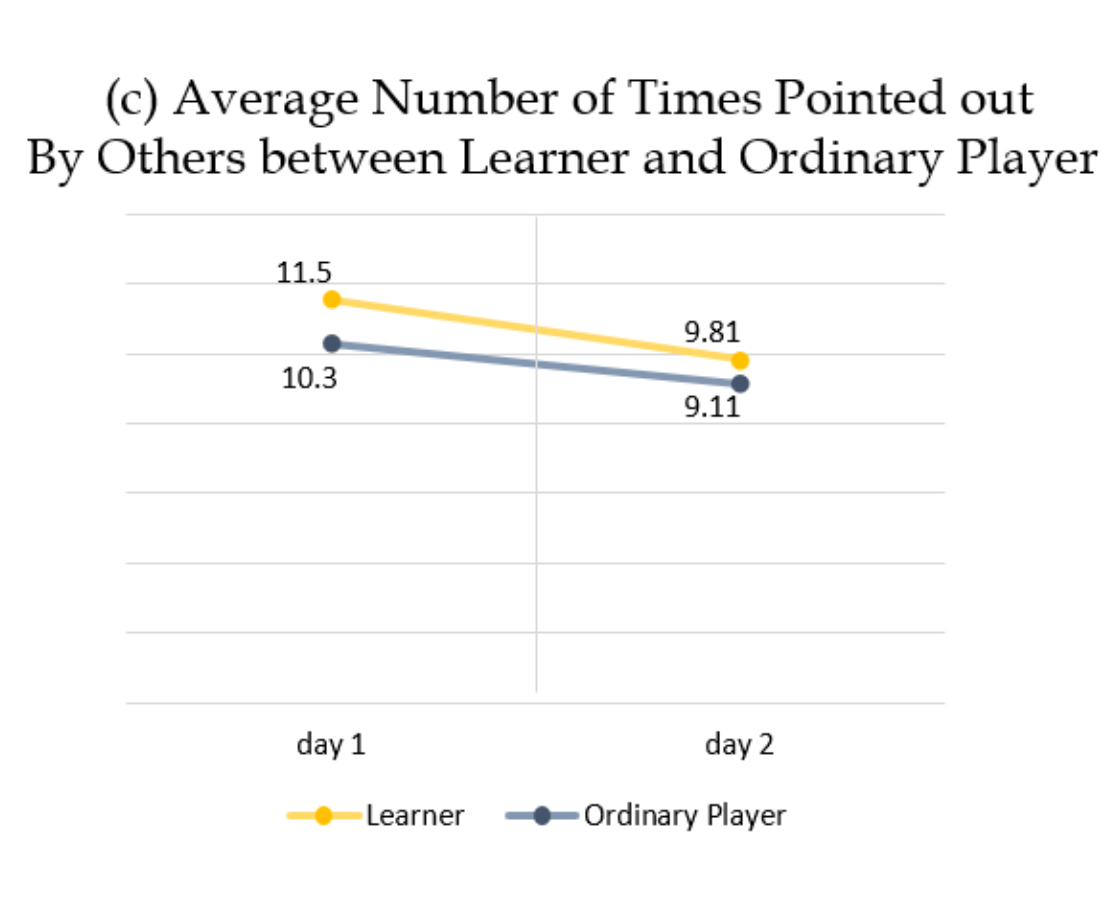 (c) Average Number of Times Pointed out
By Others between Learner and Ordinary Player
11.5
9.81
10.3
9.11
day 1
day 2
Learner
Ordinary Player